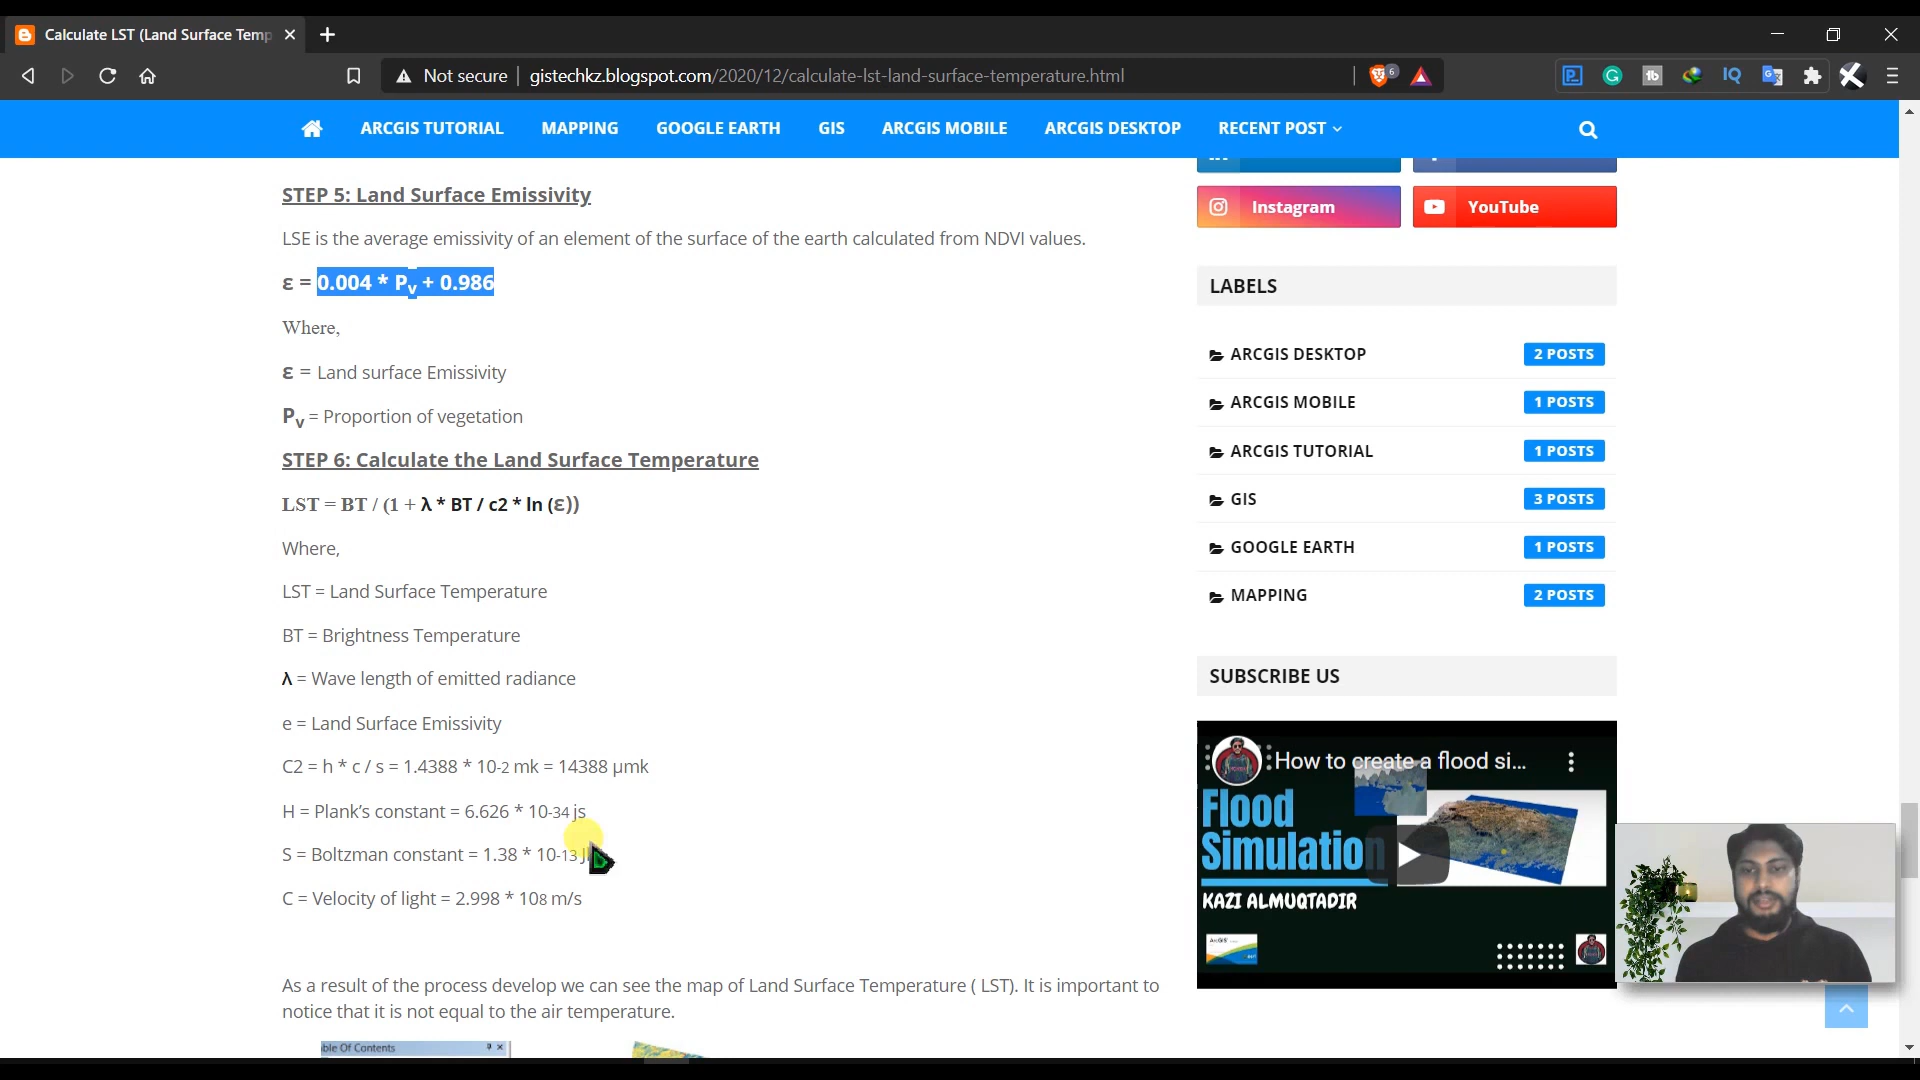 Calculate LST (Land Surface Temp
Not secure
gistechkz.blogspot.com/2020/12/calculate-lst-land-surface-temperature.html
6
ARCGIS TUTORIAL
MAPPING
GOOGLE EARTH
GIS
ARCGIS MOBILE
ARCGIS DESKTOP
RECENT POST
STEP 5: Land Surface Emissivity
LSE is the average emissivity of an element of the surface of the earth calculated from NDVI values.
ε = 0.004 * Pv + 0.986
Where,
ε = Land surface Emissivity
Pv = Proportion of vegetation
STEP 6: Calculate the Land Surface Temperature
LST = BT / (1 + λ * BT / c2 * ln (ε))
Where,
LST = Land Surface Temperature
BT = Brightness Temperature
λ = Wave length of emitted radiance
e = Land Surface Emissivity
C2 = h * c / s = 1.4388 * 10-2 mk = 14388 µmk
H = Plank’s constant = 6.626 * 10-34 js
S = Boltzman constant = 1.38 * 10-13
C = Velocity of light = 2.998 * 108 m/s
As a result of the process develop we can see the map of Land Surface Temperature ( LST). It is important to
notice that it is not equal to the air temperature.
ble Of Contents
Instagram
YouTube
LABELS
ARCGIS DESKTOP 2 POSTS
ARCGIS MOBILE 1 POSTS
ARCGIS TUTORIAL 1 POSTS
GIS 3 POSTS
GOOGLE EARTH 1 POSTS
MAPPING 2 POSTS
SUBSCRIBE US
How to create a flood si...
Flood
Simulation
KAZI ALMUQTADIR
ArcGIS